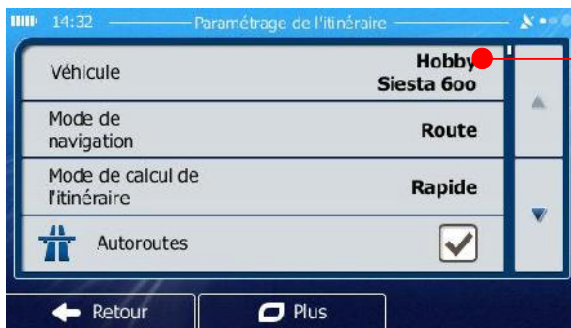 14:32 Paramétrage de l'itinéraire
Véhicule
Hobby
Siesta 600
Mode de
navigation
Route
Mode de calcul de
l'itinéraire
Rapide
Autoroutes
Retour
Plus